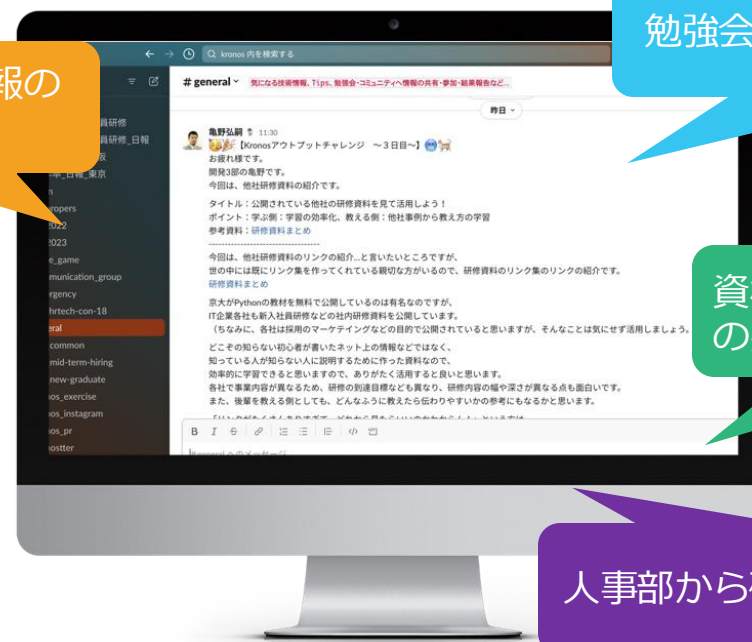 勉強会
報の
kronos 内を検索する
# general
気になる技術情報、Tips、勉強会・コミュニティへ情報の共有・参加・結果報告など...
昨日
員研修
員研修_日報
日報_東京
ropers
2022
2023
e_game
munication_group
rgency
hrtech-con-18
eral
common
mid-term-hiring
new-graduate
os_exercise
os_instagram
os_pr
ostter
亀野弘嗣 11:30
【Kronosアウトプットチャレンジ ～3日目～】
お疲れ様です。
開発3部の亀野です。
今回は、他社研修資料の紹介です。
タイトル：公開されている他社の研修資料を見て活用しよう！
ポイント：学ぶ側：学習の効率化、教える側：他社事例から教え方の学習
参考資料：研修資料まとめ
-----------------------------------
今回は、他社研修資料のリンクの紹介...と言いたいところですが、
世の中には既にリンク集を作ってくれている親切な方がいるので、研修資料のリンク集のリンクの紹介です。
研修資料まとめ
京大がPythonの教材を無料で公開しているのは有名なのですが、
IT企業各社も新入社員研修などの社内研修資料を公開しています。
（ちなみに、各社は採用のマーケテイングなどの目的で公開されていると思いますが、そんなことは気にせず活用しましょう。
どこぞの知らない初心者が書いたネット上の情報などではなく、
知っている人が知らない人に説明するために作った資料なので、
効率的に学習できると思いますので、ありがたく活用すると良いと思います。
各社で事業内容が異なるため、研修の到達目標なども異なり、研修内容の幅や深さが異なる点も面白いです。
また、後輩を教える側としても、どんなふうに教えたら伝わりやすいかの参考にもなるかと思います。
の
人事部から